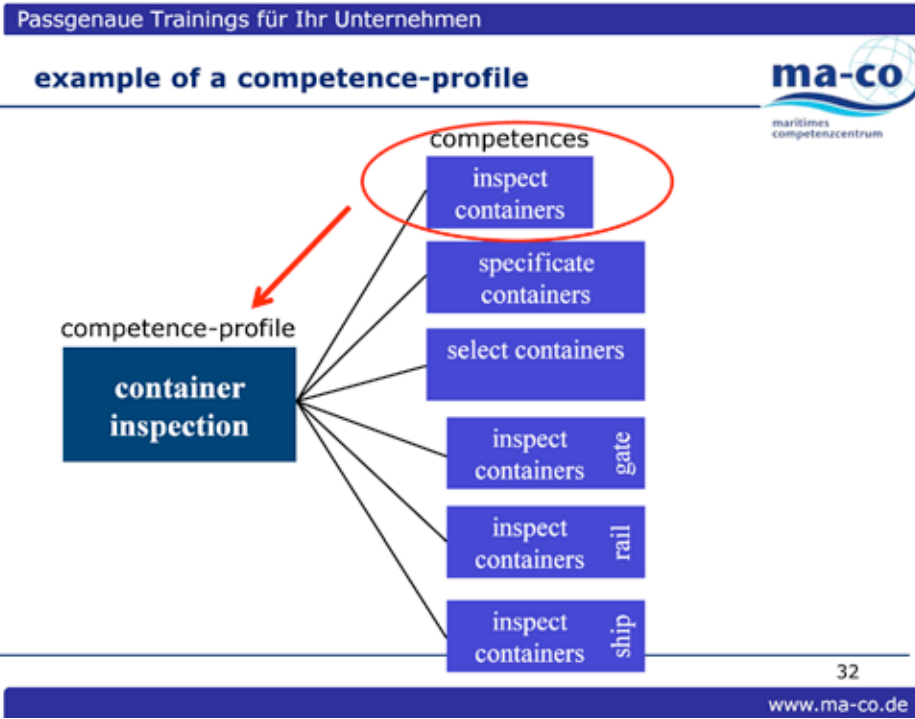 Passgenaue Trainings für Ihr Unternehmen
example of a competence-profile
ma-co
maritimes
competenzcentrum
competences
inspect
containers
specificate
containers
select containers
competence-profile
container
inspection
inspect
containers
gate
inspect
containers
rail
inspect
containers
ship
32
www.ma-co.de